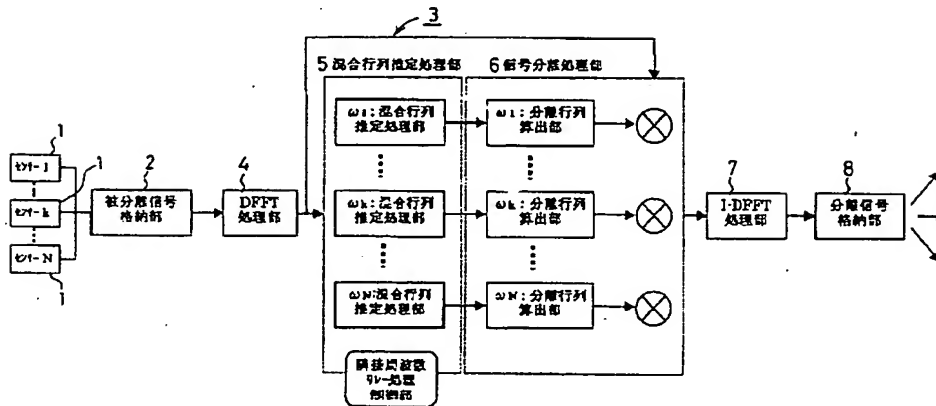 3
5 混合行列推定処理部
6 信号分離処理部
ω1:混合行列
推定処理部
ω1:分離行列
算出部
1
センサー1
1
2
4
センサーk
被分離信号
格納部
DFFT
処理部
ωk:混合行列
推定処理部
ωk:分離行列
算出部
7
8
I-DFFT
処理部
分離信号
格納部
センサーN
1
ωN:混合行列
推定処理部
ωN:分離行列
算出部
隣接周波数
処理
制御部